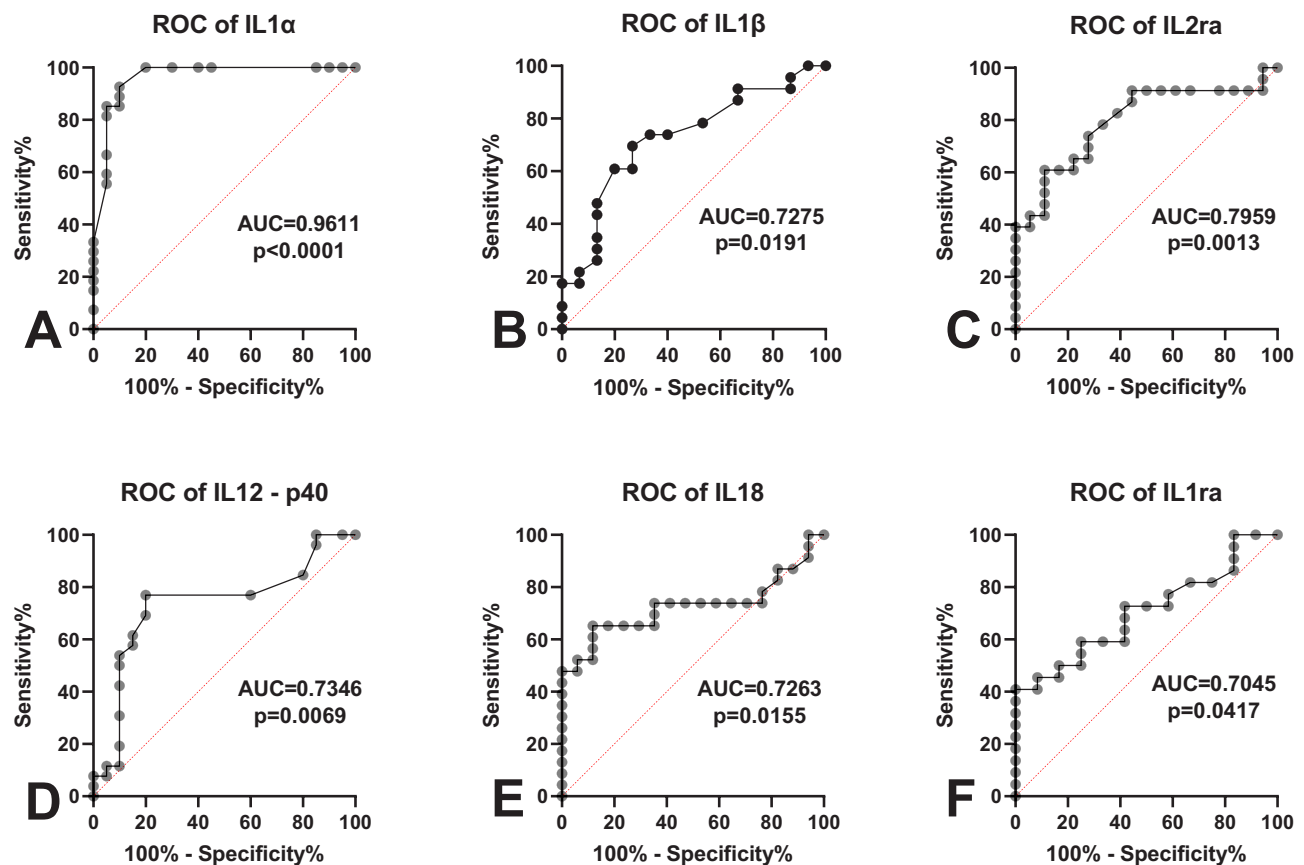 ROC of IL1α
100
80
60
40
20
0
Sensitivity%
AUC=0.9611
p<0.0001
0 20 40 60 80 100
100% - Specificity%
A
ROC of IL1β
100
80
60
40
20
0
Sensitivity%
AUC=0.7275
p=0.0191
0 20 40 60 80 100
100% - Specificity%
B
ROC of IL2ra
100
80
60
40
20
0
Sensitivity%
AUC=0.7959
p=0.0013
0 20 40 60 80 100
100% - Specificity%
C
ROC of IL12 - p40
100
80
60
40
20
0
Sensitivity%
AUC=0.7346
p=0.0069
0 20 40 60 80 100
100% - Specificity%
D
ROC of IL18
100
80
60
40
20
0
Sensitivity%
AUC=0.7263
p=0.0155
0 20 40 60 80 100
100% - Specificity%
E
ROC of IL1ra
100
80
60
40
20
0
Sensitivity%
AUC=0.7045
p=0.0417
0 20 40 60 80 100
100% - Specificity%
F